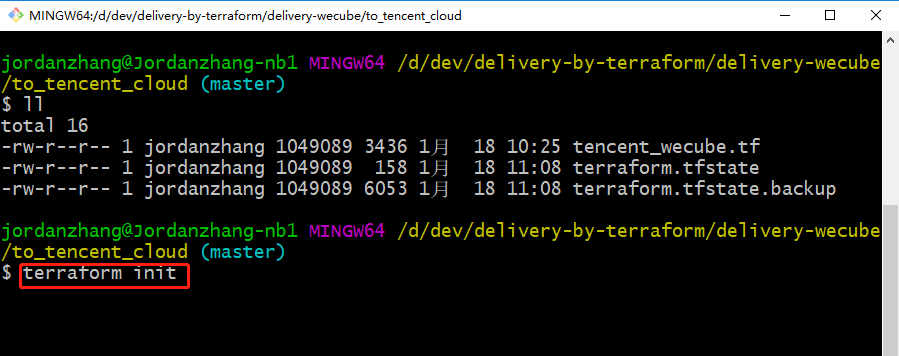 MINGW64:/d/dev/delivery-by-terraform/delivery-wecube/to_tencent_cloud
jordanzhang@Jordanzhang-nb1 MINGW64 /d/dev/delivery-by-terraform/delivery-wecube
/to_tencent_cloud (master)
$ ll
total 16
-rw-r--r-- 1 jordanzhang 1049089 3436 1月  18 10:25 tencent_wecube.tf
-rw-r--r-- 1 jordanzhang 1049089  158 1月  18 11:08 terraform.tfstate
-rw-r--r-- 1 jordanzhang 1049089 6053 1月  18 11:08 terraform.tfstate.backup
jordanzhang@Jordanzhang-nb1 MINGW64 /d/dev/delivery-by-terraform/delivery-wecube
/to_tencent_cloud (master)
$ terraform init